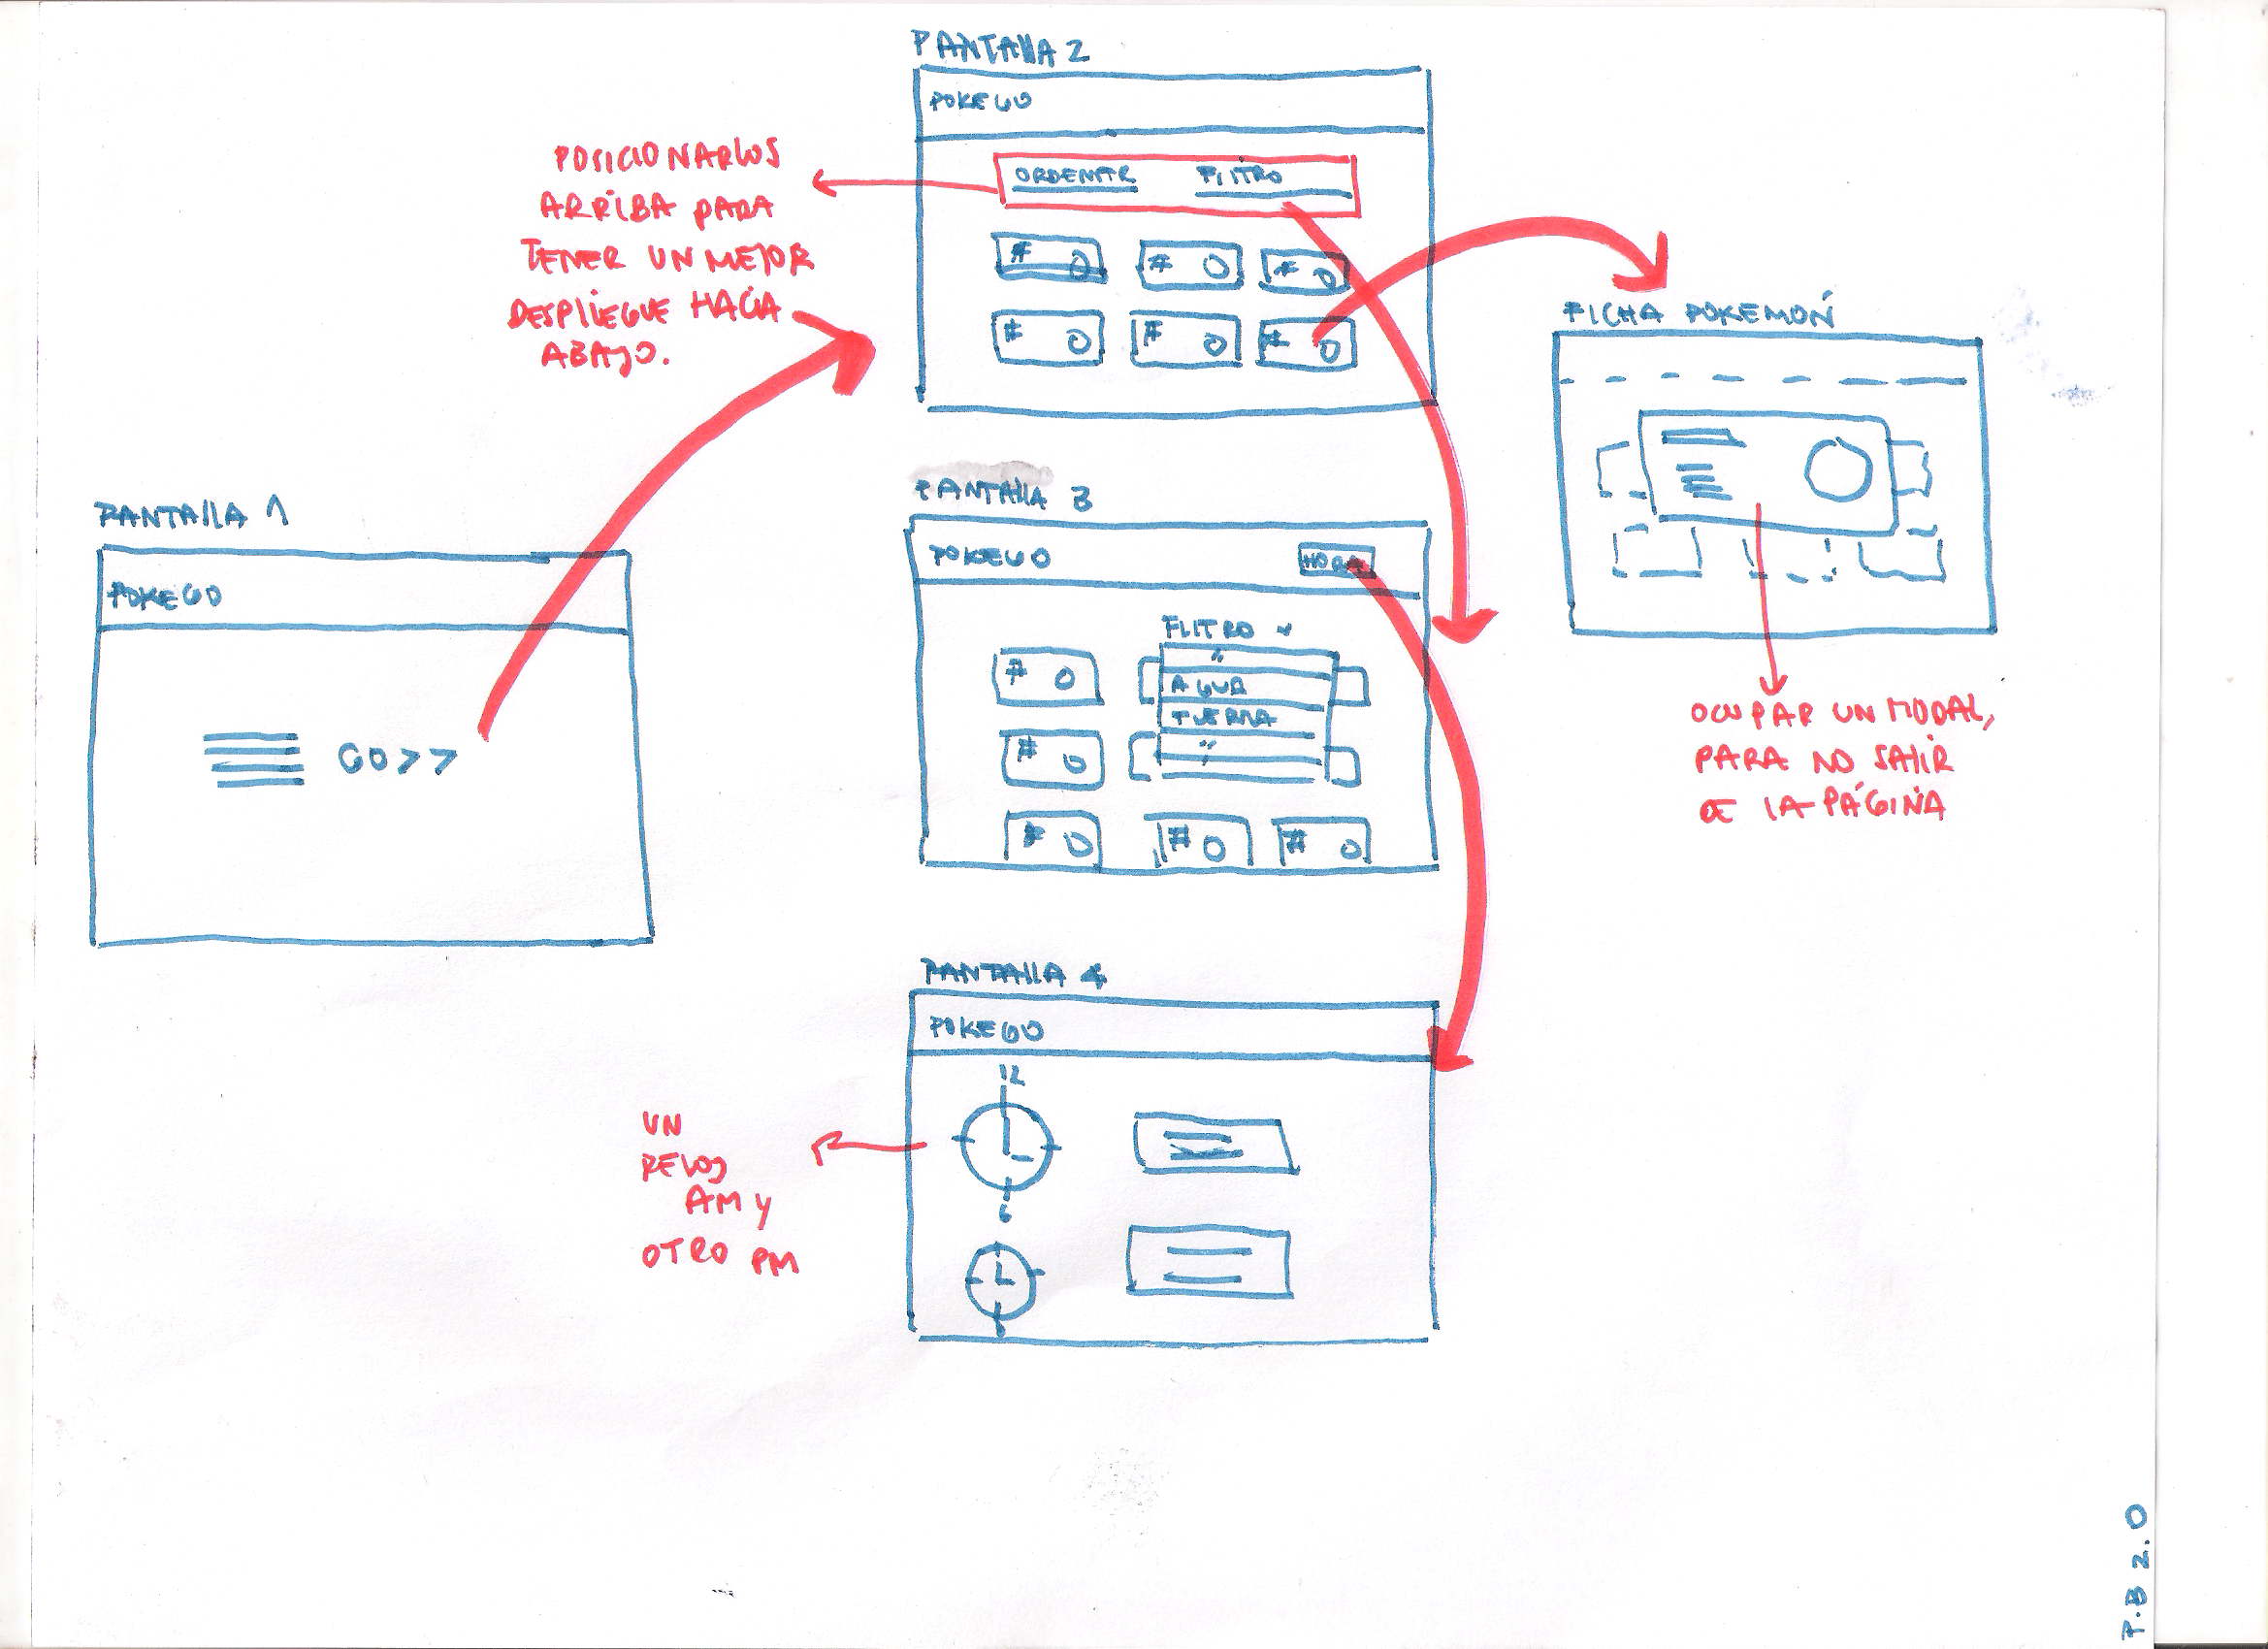 PANTALLA 1
POKEGO
GO>>
PANTALLA 2
POKEGO
ORDENAR FILTRO
# #  #
# # #
POSICIONARLOS
ARRIBA PARA
TENER UN MEJOR
DESPLIEGUE HACIA
ABAJO.
FICHA POKEMON
OCUPAR UN MODAL,
PARA NO SALIR
DE LA PÁGINA
PANTALLA 3
POKEGO HORA
FLITRO
#
"
AGUA
TIERRA
#
"
# # #
PANTALLA 4
POKEGO
12
6
UN
RELOJ
AM Y
OTRO PM
P.B 2.0